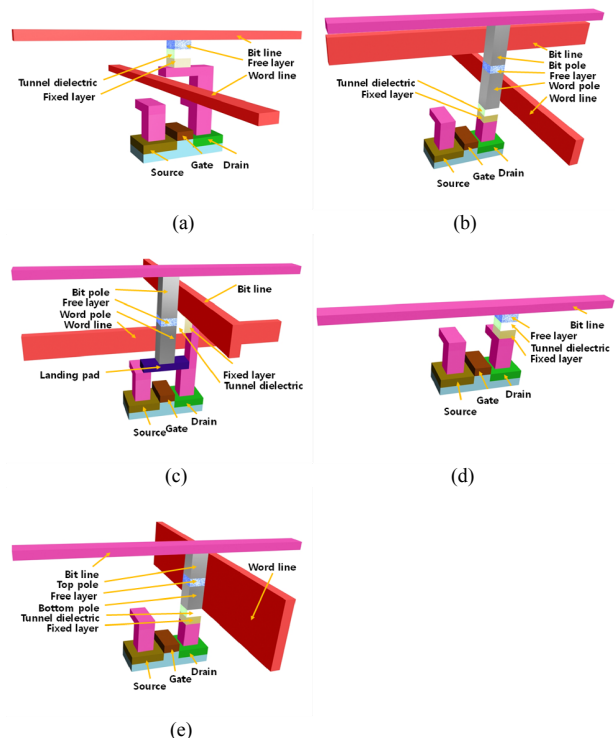 Bit line
Free layer
Word line
Tunnel dielectric
Fixed layer
Gate
Drain
Source
(a)
Bit line
Bit pole
Free layer
Word pole
Word line
Tunnel dielectric
Fixed layer
Gate
Drain
Source
(b)
Bit pole
Free layer
Word pole
Word line
Bit line
Landing pad
Fixed layer
Tunnel dielectric
Drain
Gate
Source
(c)
Bit line
Free layer
Tunnel dielectric
Fixed layer
Drain
Gate
Source
(d)
Bit line
Top pole
Free layer
Bottom pole
Tunnel dielectric
Fixed layer
Word line
Drain
Gate
Source
(e)